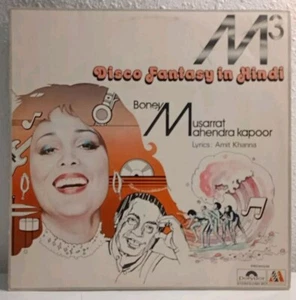 M3
Disco Fantasy in Hindi
Boney
Musarrat
Mahendra kapoor
Lyrics: Amit Khanna